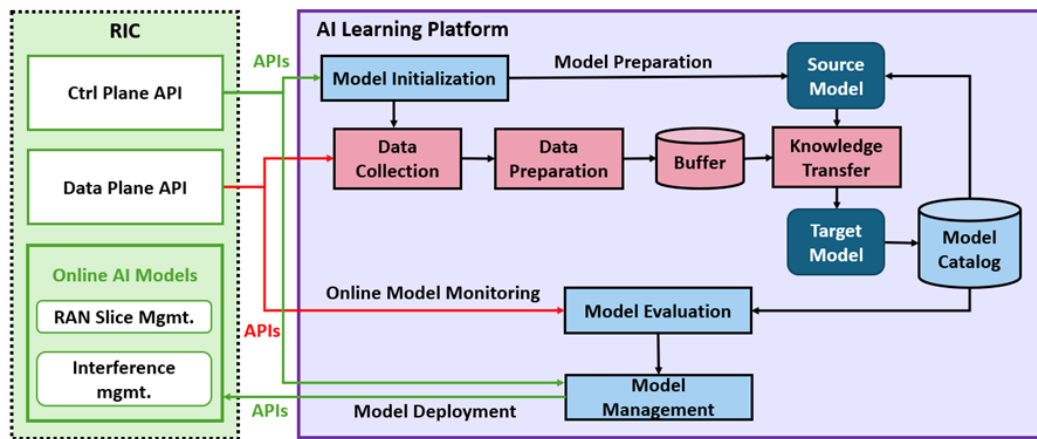 RIC
Ctrl Plane API
Data Plane API
Online AI Models
RAN Slice Mgmt.
Interference
mgmt.
APIs
APIs
APIs
AI Learning Platform
Model Initialization
Model Preparation
Source
Model
Data
Collection
Data
Preparation
Buffer
Knowledge
Transfer
Target
Model
Model
Catalog
Online Model Monitoring
Model Evaluation
Model Deployment
Model
Management